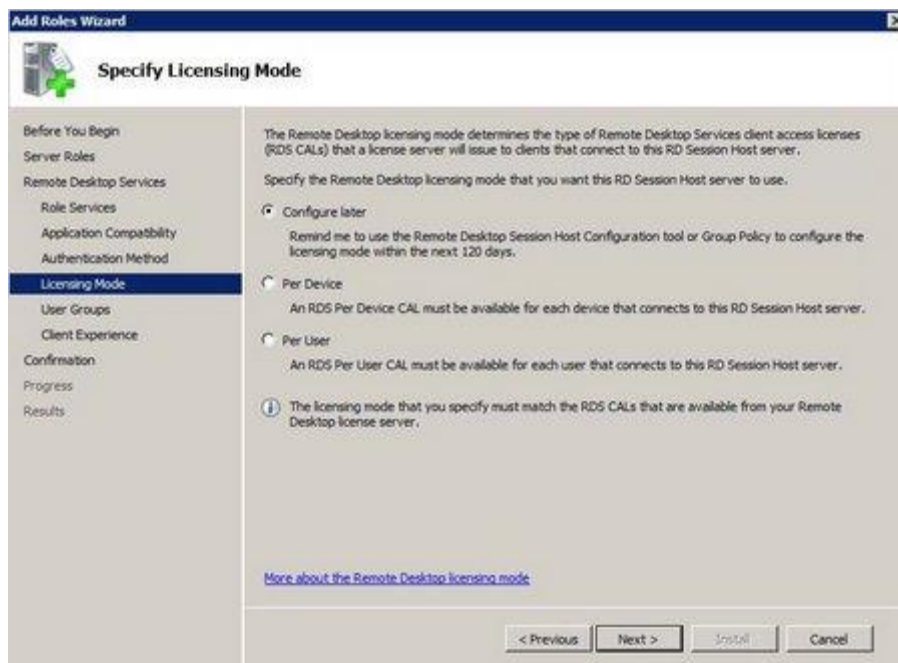 Add Roles Wizard
Specify Licensing Mode
Before You Begin
Server Roles
Remote Desktop Services
Role Services
Application Compatibility
Authentication Method
Licensing Mode
User Groups
Client Experience
Confirmation
Progress
Results
The Remote Desktop licensing mode determines the type of Remote Desktop Services client access licenses
(RDS CALs) that a license server will issue to clients that connect to this RD Session Host server.
Specify the Remote Desktop licensing mode that you want this RD Session Host server to use.
Configure later
Remind me to use the Remote Desktop Session Host Configuration tool or Group Policy to configure the
licensing mode within the next 120 days.
Per Device
An RDS Per Device CAL must be available for each device that connects to this RD Session Host server.
Per User
An RDS Per User CAL must be available for each user that connects to this RD Session Host server.
The licensing mode that you specify must match the RDS CALs that are available from your Remote
Desktop license server.
More about the Remote Desktop licensing mode
< Previous
Next >
Install
Cancel